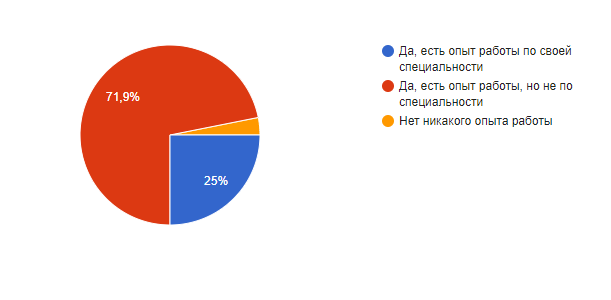 Да, есть опыт работы по своей
специальности
71,9%
Да, есть опыт работы, но не по
специальности
Нет никакого опыта работы
25%